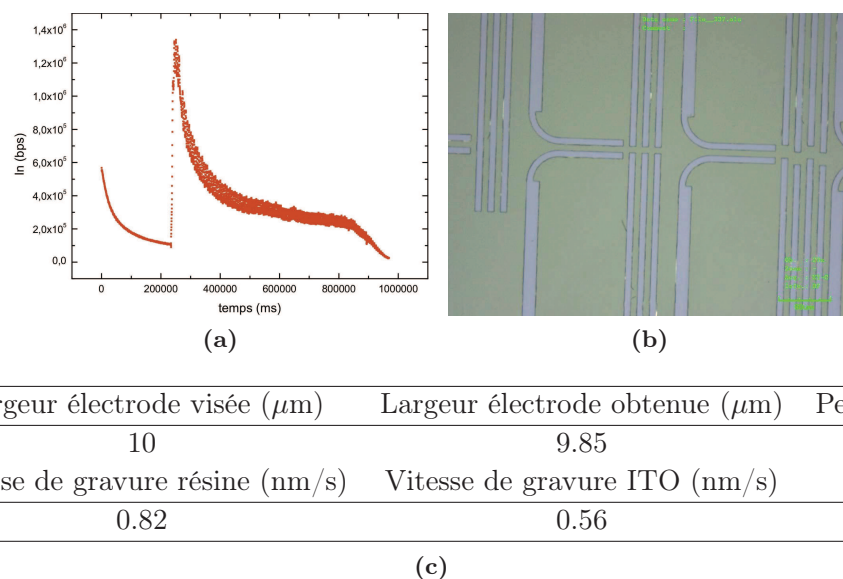 1,4x10⁶
1,2x10⁶
1,0x10⁶
8,0x10⁵
6,0x10⁵
4,0x10⁵
2,0x10⁵
0,0
In (bps)
0 200000 400000 600000 800000 1000000
temps (ms)
(a) (b)
rgeur électrode visée (μm) Largeur électrode obtenue (μm) Pe
10 9.85
se de gravure résine (nm/s) Vitesse de gravure ITO (nm/s)
0.82 0.56
(c)